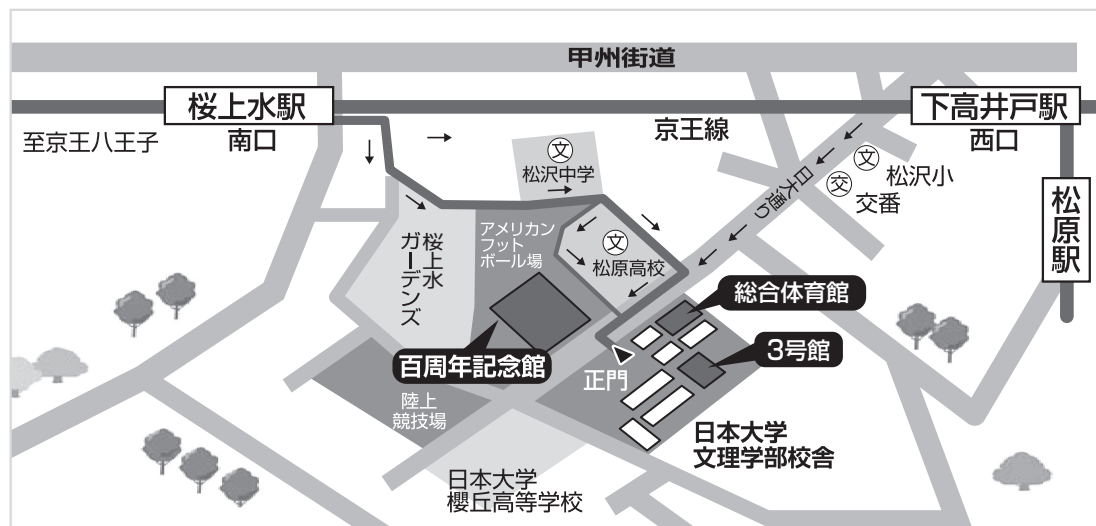 甲州街道
桜上水駅
南口
至京王八王子
京王線
下高井戸駅
西口
松原駅
文
松沢中学
文
松沢小
交
交番
日大通り
アメリカン
フット
ボール場
桜上水
ガーデンズ
文
松原高校
総合体育館
3号館
百周年記念館
正門
陸上
競技場
日本大学
文理学部校舎
日本大学
櫻丘高等学校